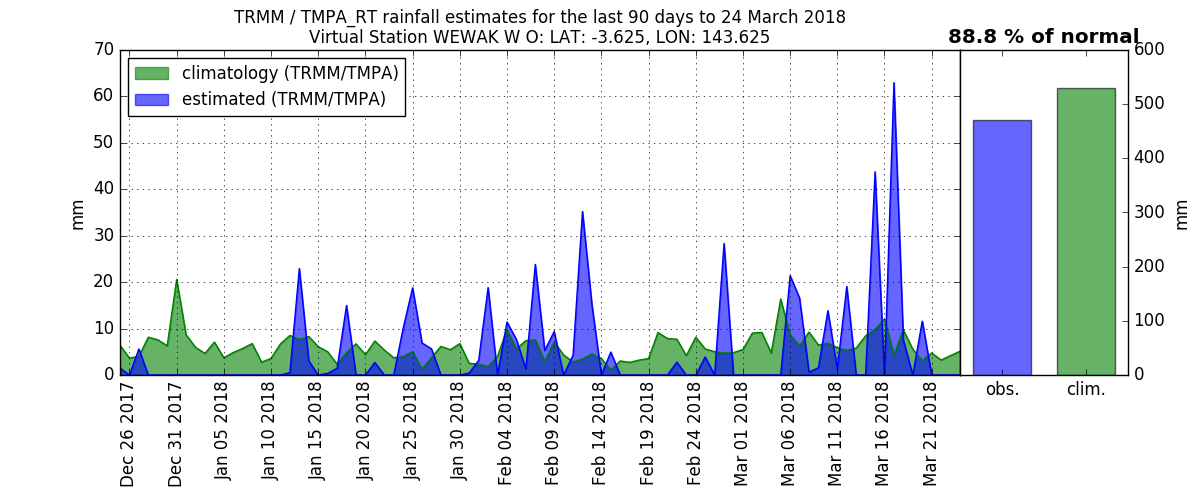 TRMM / TMPA_RT rainfall estimates for the last 90 days to 24 March 2018
Virtual Station WEWAK W O: LAT: -3.625, LON: 143.625
88.8 % of normal
climatology (TRMM/TMPA)
estimated (TRMM/TMPA)
mm
70
60
50
40
30
20
10
0
Dec 26 2017
Dec 31 2017
Jan 05 2018
Jan 10 2018
Jan 15 2018
Jan 20 2018
Jan 25 2018
Jan 30 2018
Feb 04 2018
Feb 09 2018
Feb 14 2018
Feb 19 2018
Feb 24 2018
Mar 01 2018
Mar 06 2018
Mar 11 2018
Mar 16 2018
Mar 21 2018
obs.
clim.
600
500
400
300
200
100
0
mm